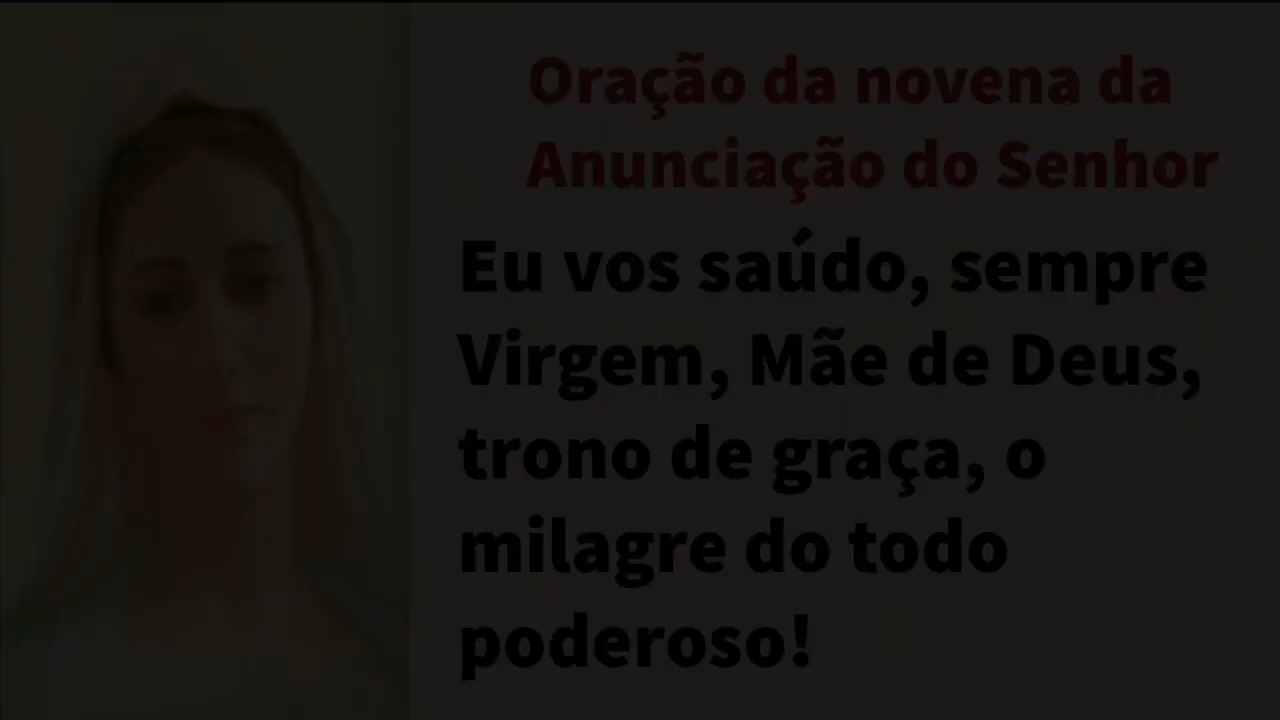 Oração da novena da
Anunciação do Senhor
Eu vos saúdo, sempre
Virgem, Mãe de Deus,
trono de graça, o
milagre do todo
poderoso!